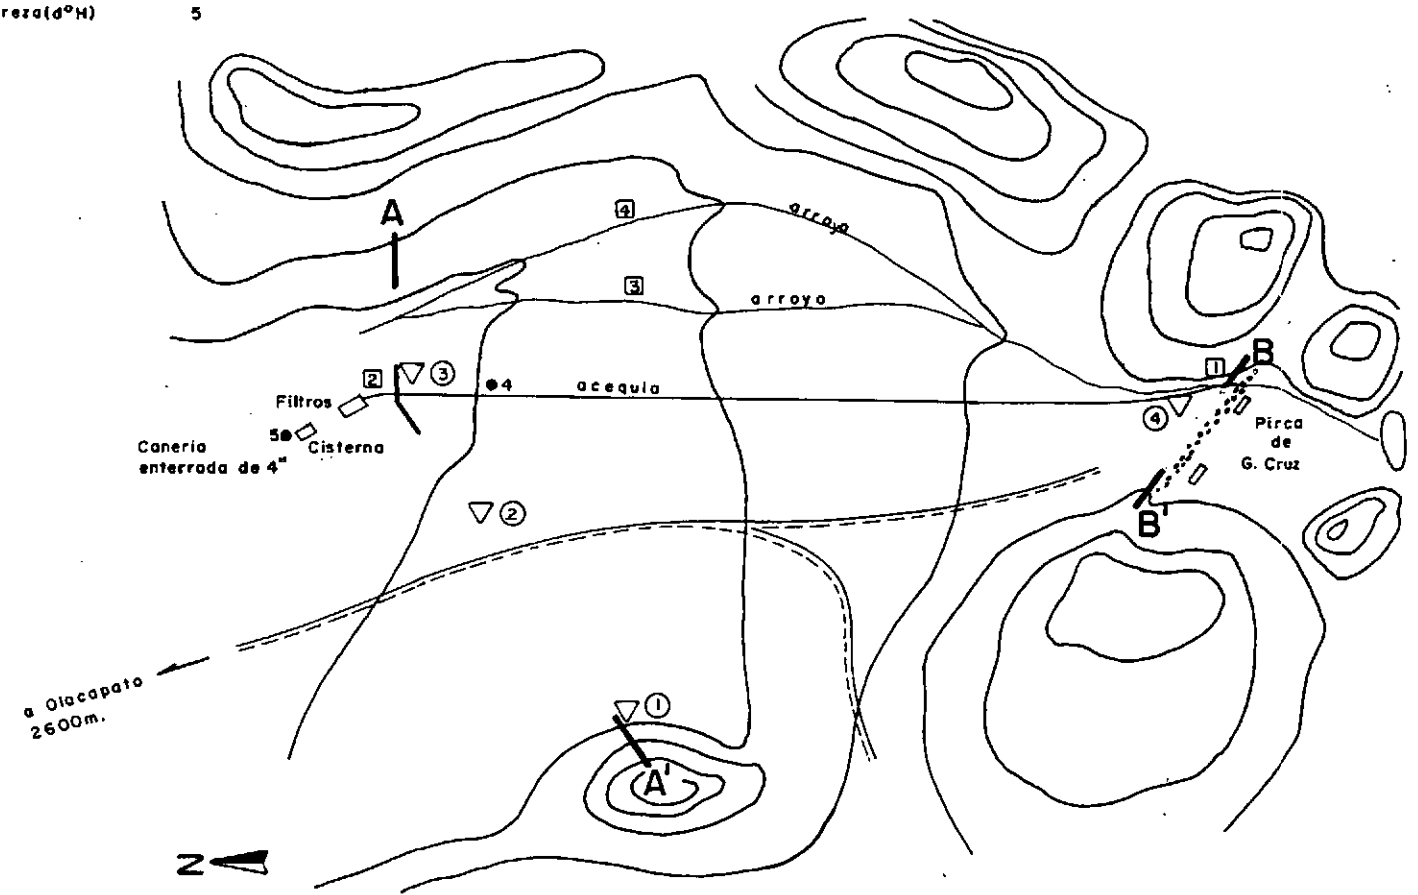 reza(d°H) 5
A
4
arroyo
3
arroyo
B
1
2
3
4
acequia
4
Filtros
5
Cisterna
Caneria
enterrada de 4"
Pirca
de
G. Cruz
2
B'
a Olacapato
2600m.
1
A'
N